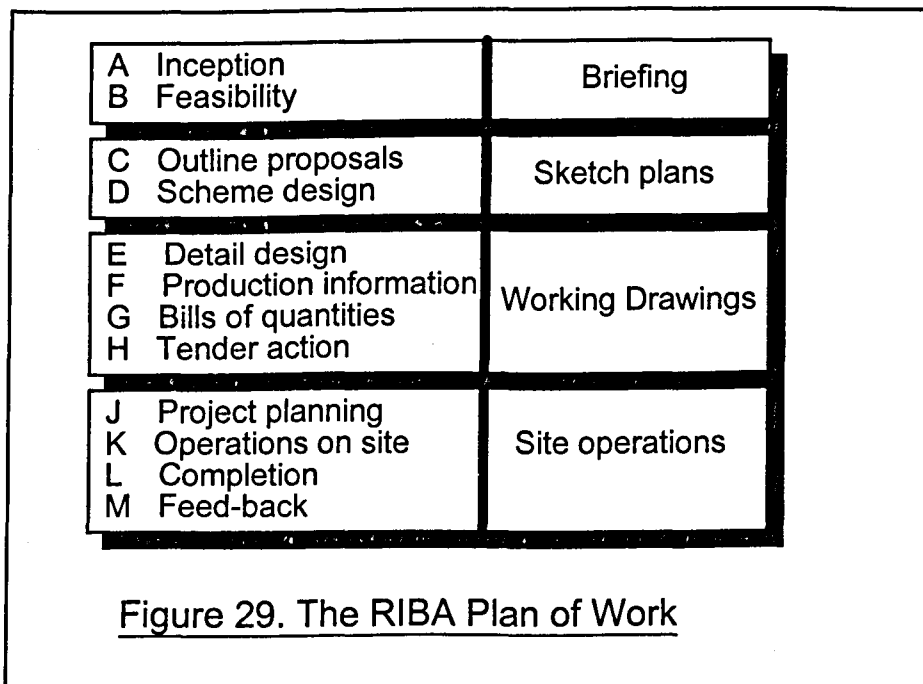 A Inception
B Feasibility
Briefing
C Outline proposals
D Scheme design
Sketch plans
E Detail design
F Production information
G Bills of quantities
H Tender action
Working Drawings
J Project planning
K Operations on site
L Completion
M Feed-back
Site operations
Figure 29. The RIBA Plan of Work